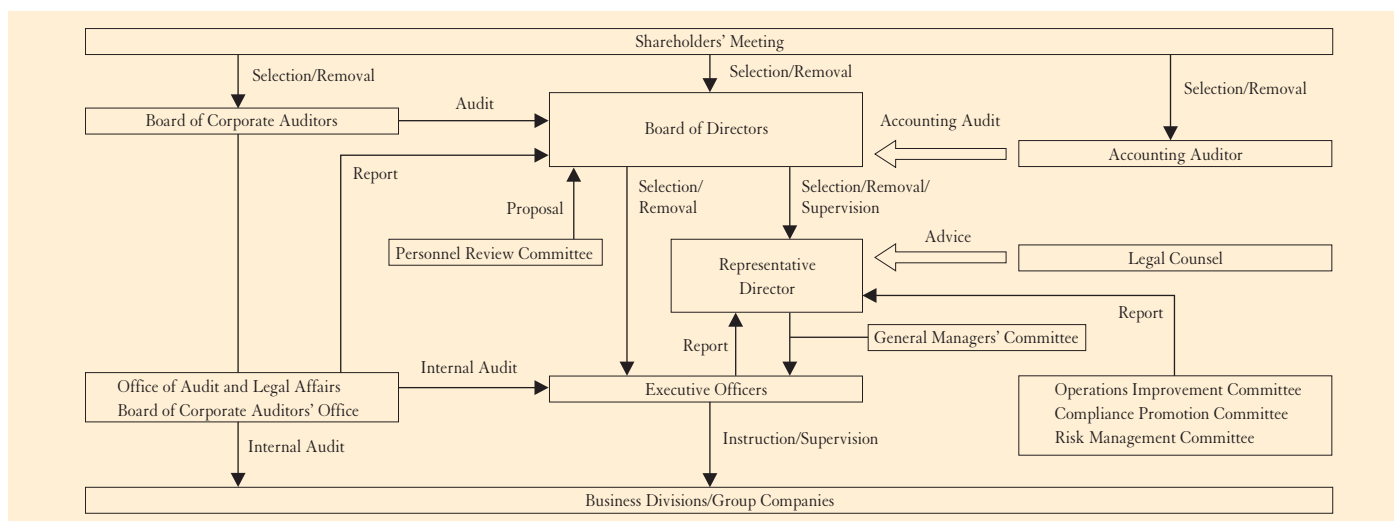 Shareholders’ Meeting
Selection/Removal
Selection/Removal
Selection/Removal
Board of Corporate Auditors
Audit
Board of Directors
Accounting Audit
Accounting Auditor
Report
Proposal
Selection/
Removal
Selection/Removal/
Supervision
Personnel Review Committee
Representative
Director
Advice
Legal Counsel
Report
Report
General Managers’ Committee
Internal Audit
Office of Audit and Legal Affairs
Board of Corporate Auditors’ Office
Executive Officers
Operations Improvement Committee
Compliance Promotion Committee
Risk Management Committee
Internal Audit
Instruction/Supervision
Business Divisions/Group Companies